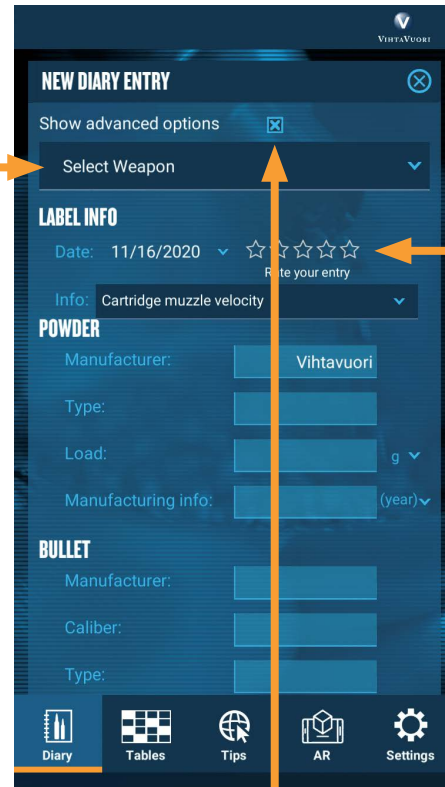 VIHTAVUORI
NEW DIARY ENTRY
Show advanced options
Select Weapon
LABEL INFO
Date: 11/16/2020
Rate your entry
Info: Cartridge muzzle velocity
POWDER
Manufacturer: Vihtavuori
Type:
Load: g
Manufacturing info: (year)
BULLET
Manufacturer:
Caliber:
Type:
Diary Tables Tips AR Settings